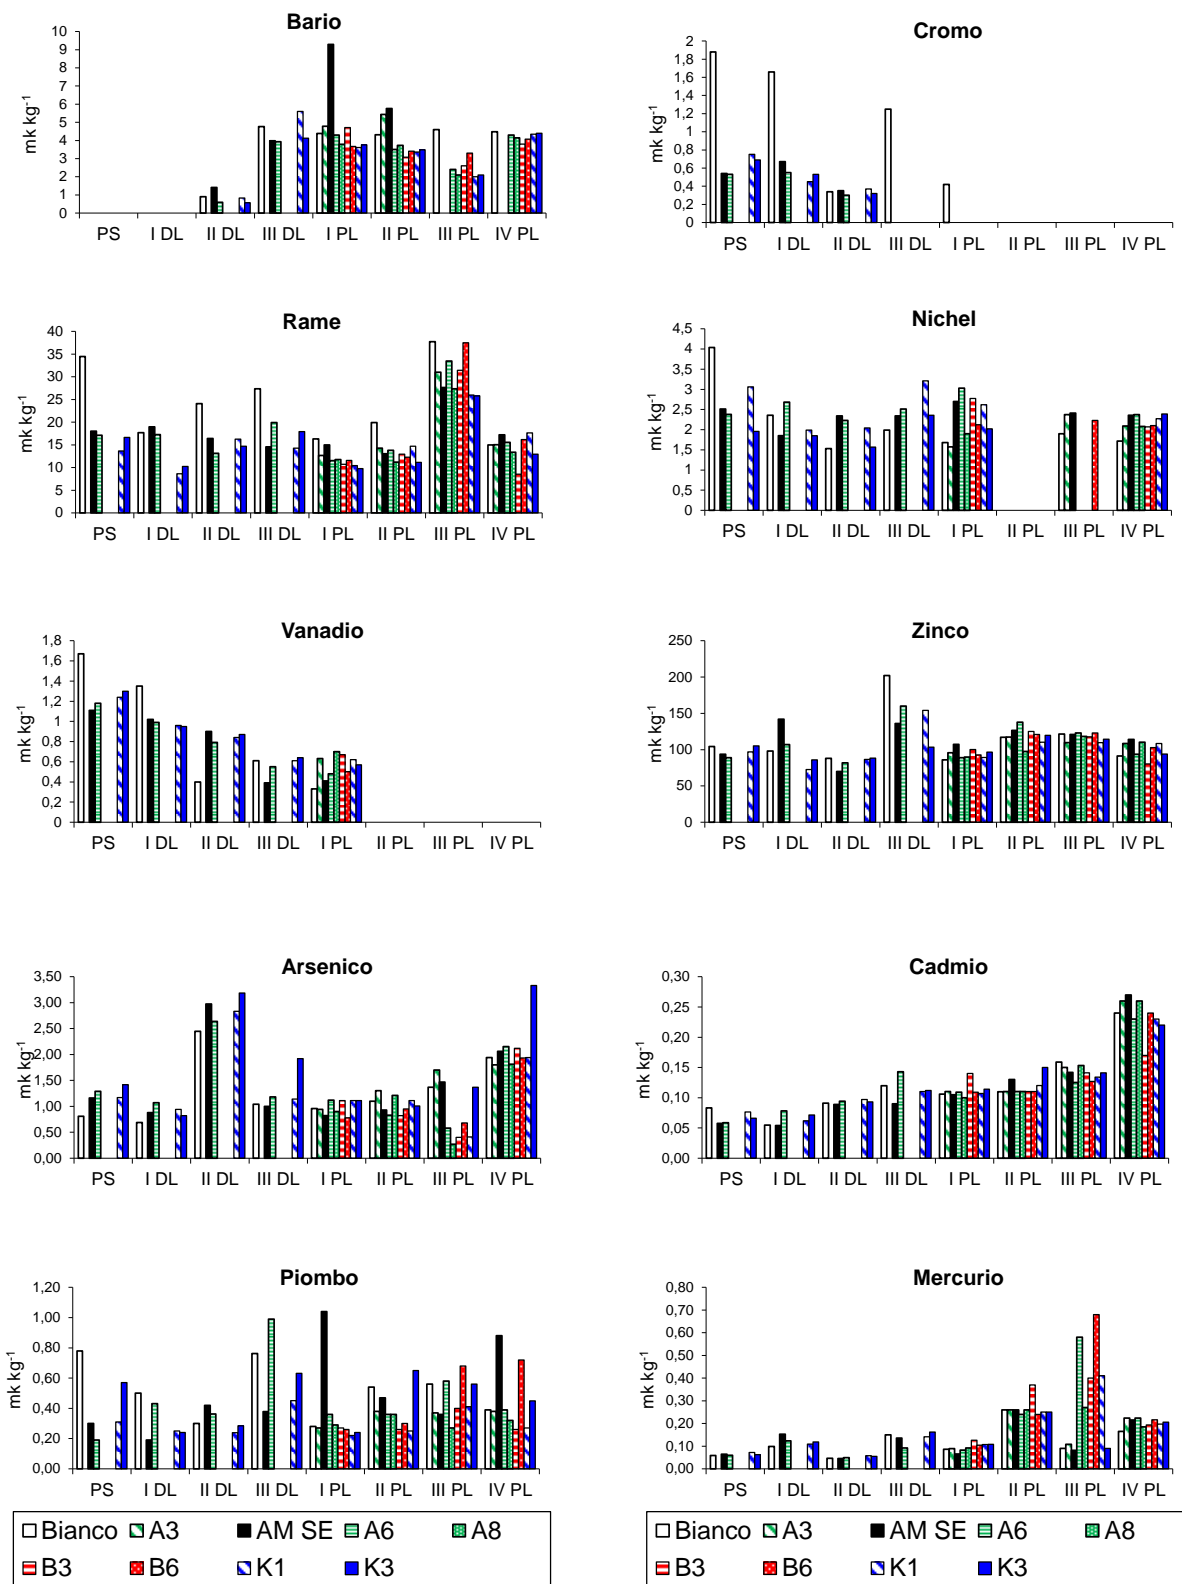 Bario
mk kg-1
10
9
8
7
6
5
4
3
2
1
0
PS I DL II DL III DL I PL II PL III PL IV PL
Cromo
mk kg-1
2
1,8
1,6
1,4
1,2
1
0,8
0,6
0,4
0,2
0
PS I DL II DL III DL I PL II PL III PL IV PL
Rame
mk kg-1
40
35
30
25
20
15
10
5
0
PS I DL II DL III DL I PL II PL III PL IV PL
Nichel
mk kg-1
4,5
4
3,5
3
2,5
2
1,5
1
0,5
0
PS I DL II DL III DL I PL II PL III PL IV PL
Vanadio
mk kg-1
1,8
1,6
1,4
1,2
1
0,8
0,6
0,4
0,2
0
PS I DL II DL III DL I PL II PL III PL IV PL
Zinco
mk kg-1
250
200
150
100
50
0
PS I DL II DL III DL I PL II PL III PL IV PL
Arsenico
mk kg-1
3,50
3,00
2,50
2,00
1,50
1,00
0,50
0,00
PS I DL II DL III DL I PL II PL III PL IV PL
Cadmio
mk kg-1
0,30
0,25
0,20
0,15
0,10
0,05
0,00
PS I DL II DL III DL I PL II PL III PL IV PL
Piombo
mk kg-1
1,20
1,00
0,80
0,60
0,40
0,20
0,00
PS I DL II DL III DL I PL II PL III PL IV PL
Mercurio
mk kg-1
0,80
0,70
0,60
0,50
0,40
0,30
0,20
0,10
0,00
PS I DL II DL III DL I PL II PL III PL IV PL
Bianco A3 AM SE A6 A8
B3 B6 K1 K3
Bianco A3 AM SE A6 A8
B3 B6 K1 K3